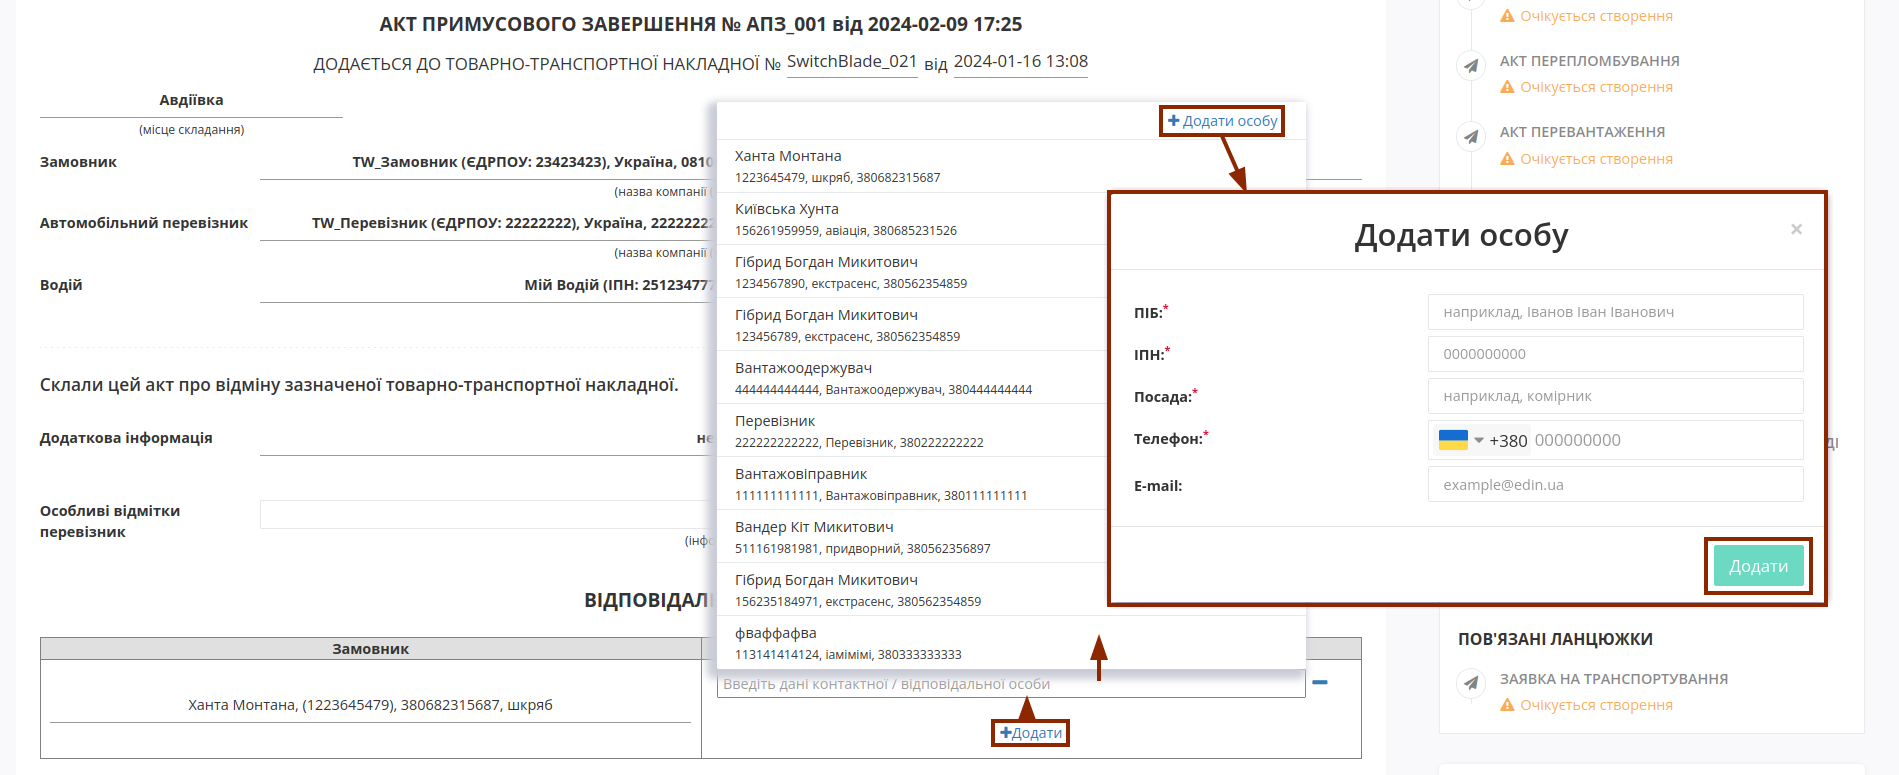 АКТ ПРИМУСОВОГО ЗАВЕРШЕННЯ № АПЗ_001 від 2024-02-09 17:25
ДОДАЄТЬСЯ ДО ТОВАРНО-ТРАНСПОРТНОЇ НАКЛАДНОЇ № SwitchBlade_021 від 2024-01-16 13:08
Авдіївка
(місце складання)
Замовник TW_Замовник (ЄДРПОУ: 23423423), Україна, 0810
(назва компанії
Автомобільний перевізник TW_Перевізник (ЄДРПОУ: 22222222), Україна, 2222222
(назва компанії
Водій Мій Водій (ІПН: 25123477
Склали цей акт про відміну зазначеної товарно-транспортної накладної.
Додаткова інформація не
Особливі відмітки
перевізник
(інфо
ВІДПОВІДАЛ
Замовник
Ханта Монтана, (1223645479), 380682315687, шкряб
+ Додати особу
Ханта Монтана
1223645479, шкряб, 380682315687
Київська Хунта
156261959959, авіація, 380685231526
Гібрид Богдан Микитович
1234567890, екстрасенс, 380562354859
Гібрид Богдан Микитович
123456789, екстрасенс, 380562354859
Вантажоодержувач
444444444444, Вантажоодержувач, 380444444444
Перевізник
222222222222, Перевізник, 380222222222
Вантажовіправник
111111111111, Вантажовіправник, 380111111111
Вандер Кіт Микитович
511161981981, придворний, 380562356897
Гібрид Богдан Микитович
156235184971, екстрасенс, 380562354859
фваффафва
113141414124, іамімімі, 380333333333
Введіть дані контактної / відповідальної особи
+Додати
Додати особу ×
ПІБ:* наприклад, Іванов Іван Іванович
ІПН:* 0000000000
Посада:* наприклад, комірник
Телефон:* +380 000000000
E-mail: example@edin.ua
Додати
Очікується створення
АКТ ПЕРЕПЛОМБУВАННЯ
Очікується створення
АКТ ПЕРЕВАНТАЖЕННЯ
Очікується створення
ПОВ'ЯЗАНІ ЛАНЦЮЖКИ
ЗАЯВКА НА ТРАНСПОРТУВАННЯ
Очікується створення